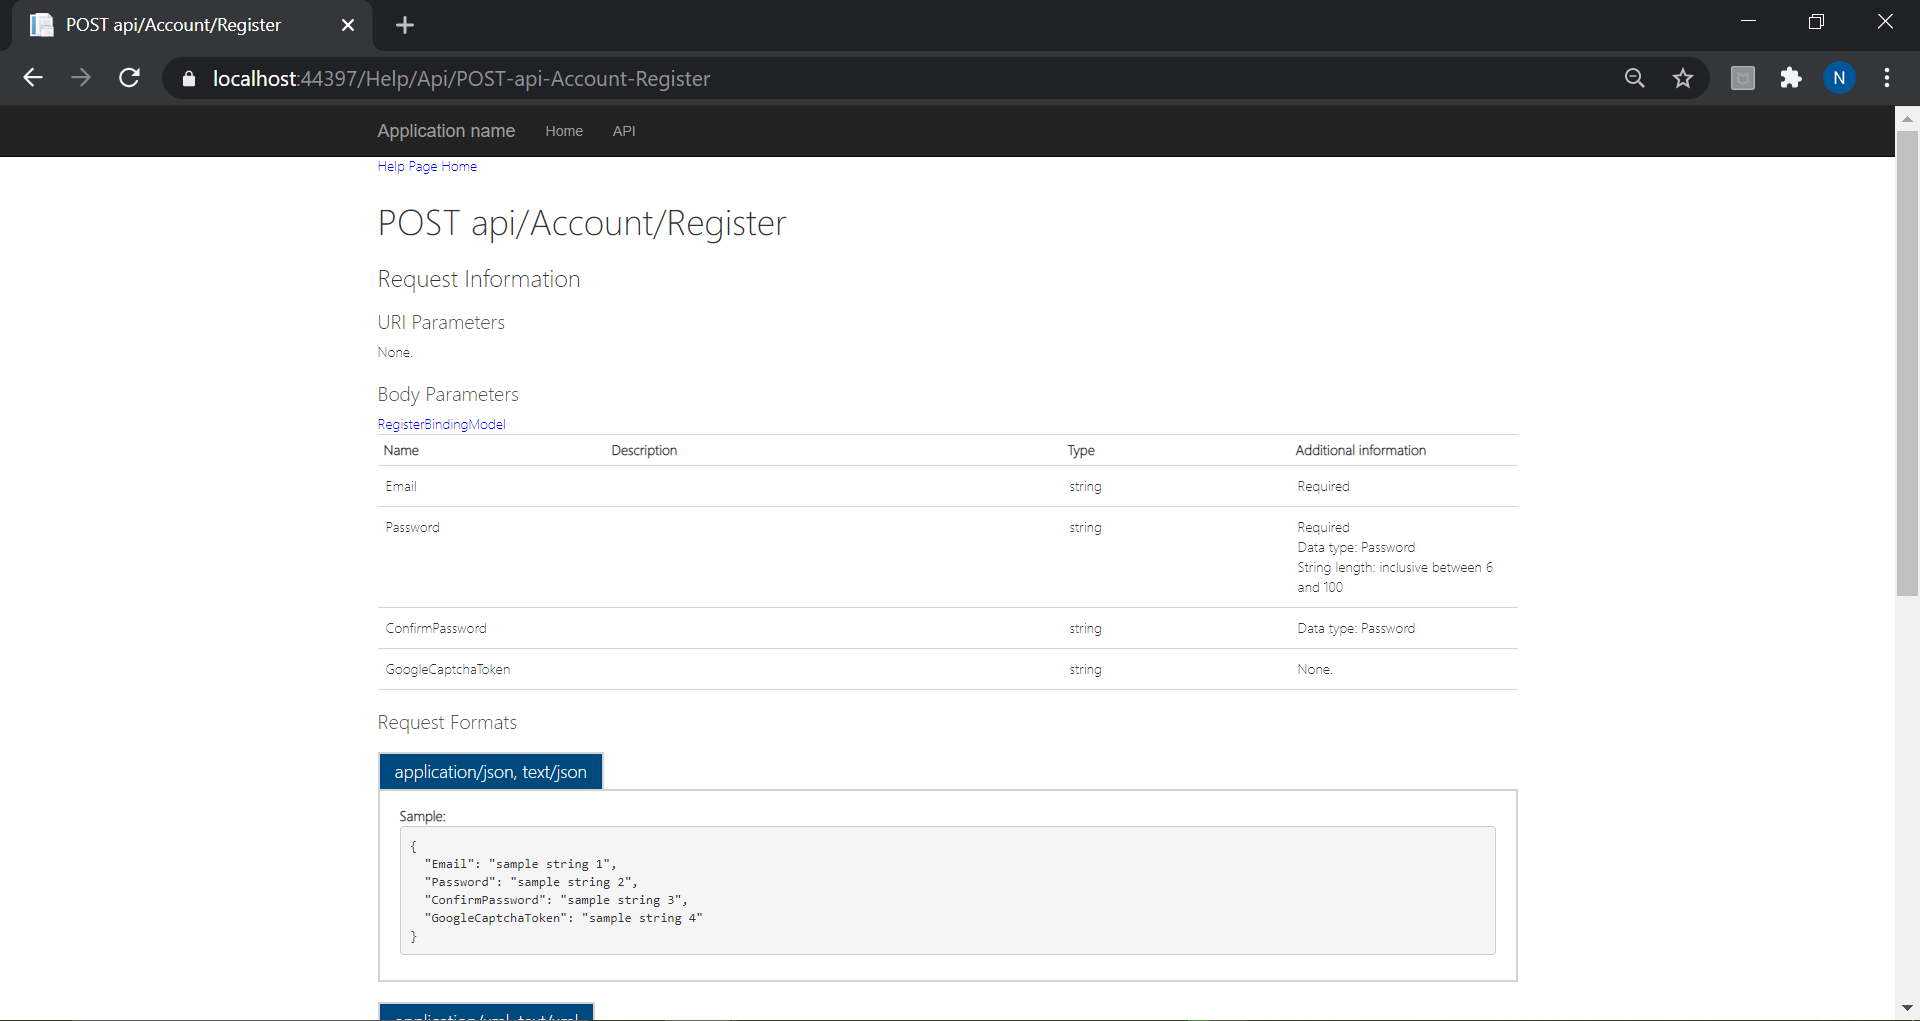 POST api/Account/Register
localhost:44397/Help/Api/POST-api-Account-Register
N
Application name Home API
Help Page Home
POST api/Account/Register
Request Information
URI Parameters
None.
Body Parameters
RegisterBindingModel
Name Description Type Additional information
Email string Required
Password string Required
Data type: Password
String length: inclusive between 6
and 100
ConfirmPassword string Data type: Password
GoogleCaptchaToken string None.
Request Formats
application/json, text/json
Sample:
{
"Email": "sample string 1",
"Password": "sample string 2",
"ConfirmPassword": "sample string 3",
"GoogleCaptchaToken": "sample string 4"
}
application/xml, text/xml